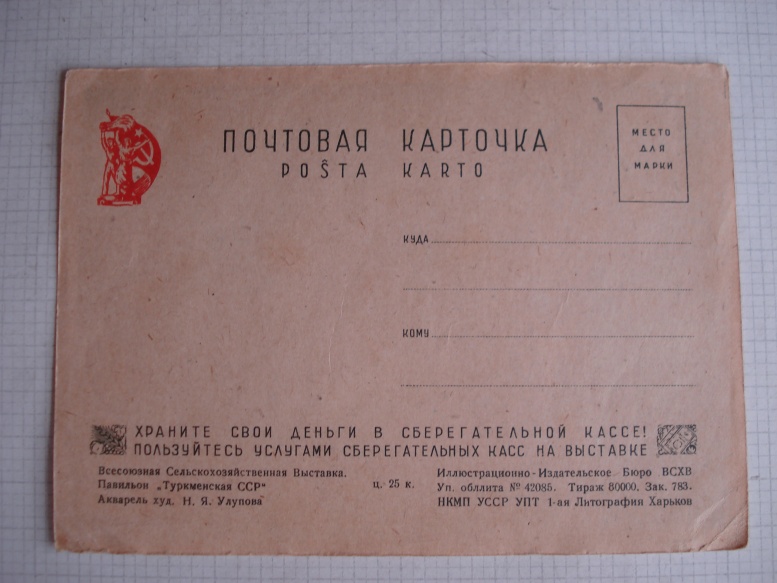 ПОЧТОВАЯ КАРТОЧКА
POŜTA KARTO
МЕСТО
ДЛЯ
МАРКИ
КУДА
КОМУ
ХРАНИТЕ СВОИ ДЕНЬГИ В СБЕРЕГАТЕЛЬНОЙ КАССЕ!
ПОЛЬЗУЙТЕСЬ УСЛУГАМИ СБЕРЕГАТЕЛЬНЫХ КАСС НА ВЫСТАВКЕ
Всесоюзная Сельскохозяйственная Выставка.
Павильон „Туркменская ССР“
Акварель худ. Н. Я. Улупова
ц. 25 к.
Иллюстрационно-Издательское Бюро ВСХВ
Уп. обллита № 42085. Тираж 80000. Зак. 783.
НКМП УССР УПТ 1-ая Литография Харьков